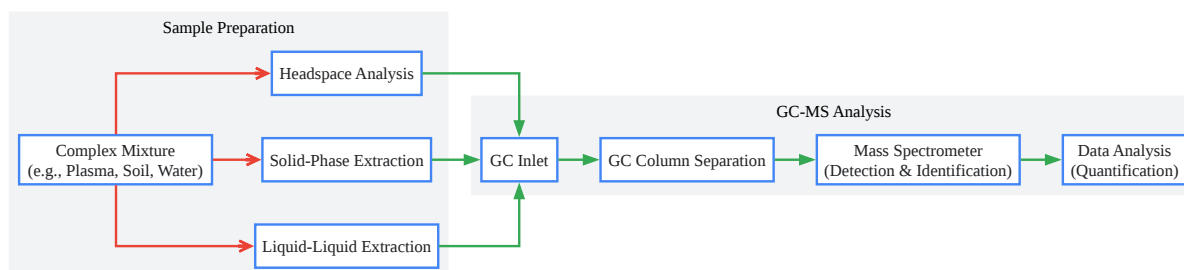 Sample Preparation
Headspace Analysis
GC-MS Analysis
Complex Mixture
(e.g., Plasma, Soil, Water)
Solid-Phase Extraction
GC Inlet
GC Column Separation
Mass Spectrometer
(Detection & Identification)
Data Analysis
(Quantification)
Liquid-Liquid Extraction